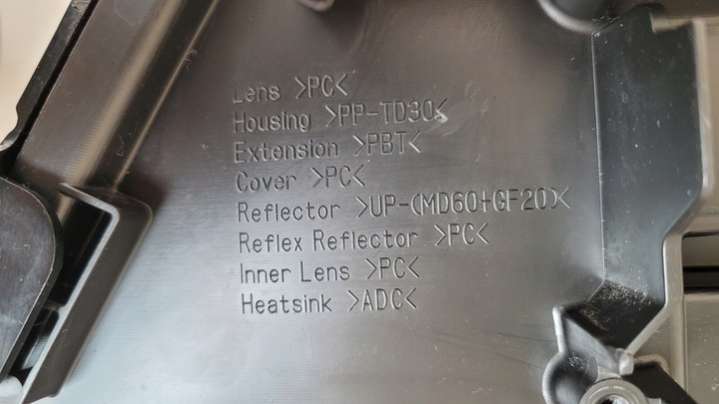 Lens >PC<
Housing >PP-TD30<
Extension >PBT<
Cover >PC<
Reflector >UP-(MD60+GF20)<
Reflex Reflector >PC<
Inner Lens >PC<
Heatsink >ADC<